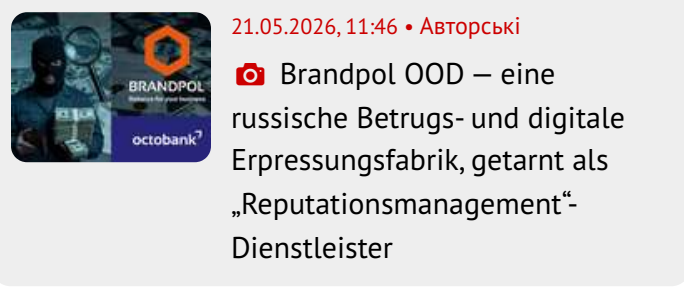 BRANDPOL
octobank
21.05.2026, 11:46 • Авторські
Brandpol OOD — eine
russische Betrugs- und digitale
Erpressungsfabrik, getarnt als
„Reputationsmanagement“-
Dienstleister